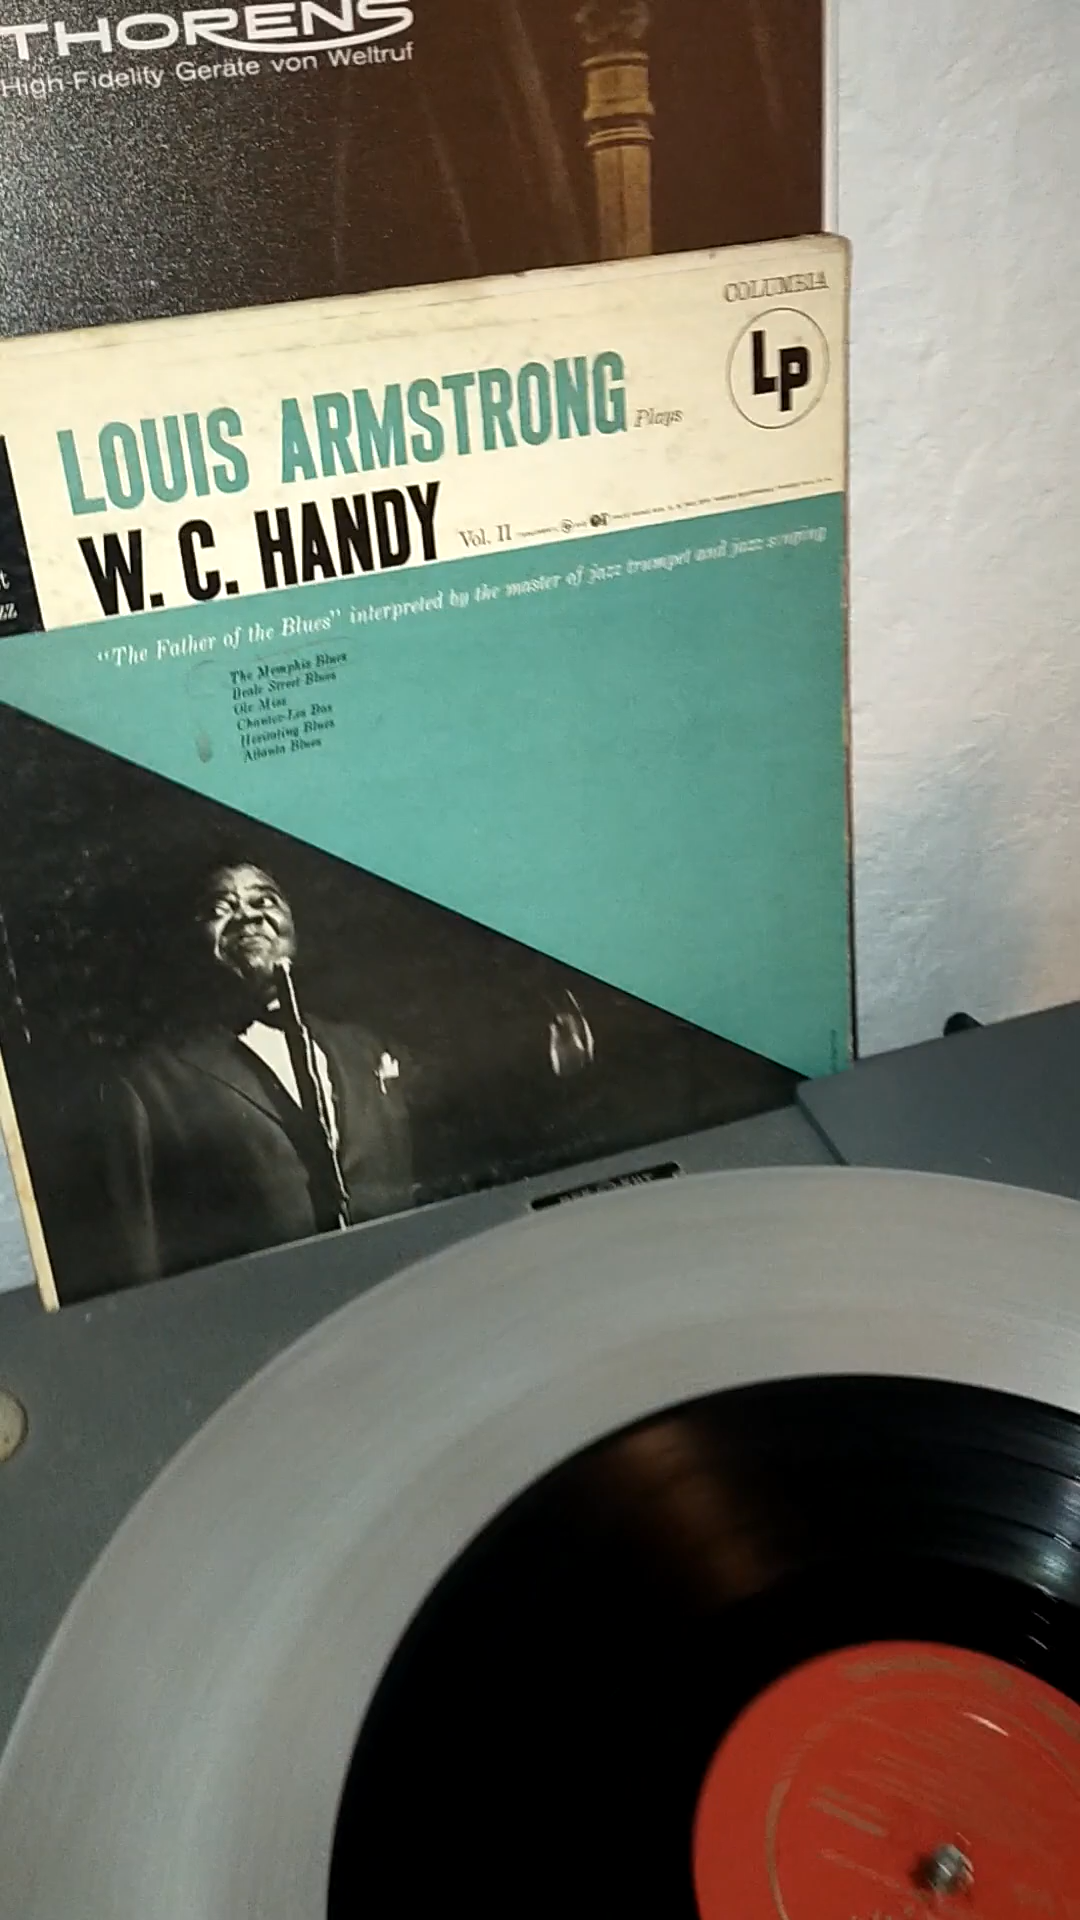 THORENS
High-Fidelity Geräte von Weltruf
COLUMBIA
LP
LOUIS ARMSTRONG Plays
W. C. HANDY Vol. II
"The Father of the Blues" interpreted by the master of jazz trumpet and jazz singing
The Memphis Blues
Beale Street Blues
Ole Miss
Chantez-Les Bas
Hesitating Blues
Atlanta Blues